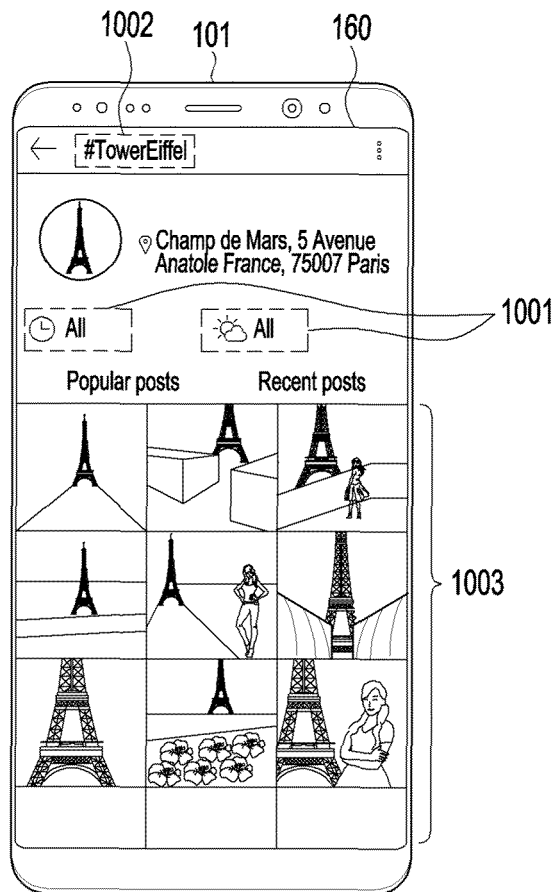 1002
101
160
#TowerEiffel
Champ de Mars, 5 Avenue
Anatole France, 75007 Paris
All
All
1001
Popular posts
Recent posts
1003